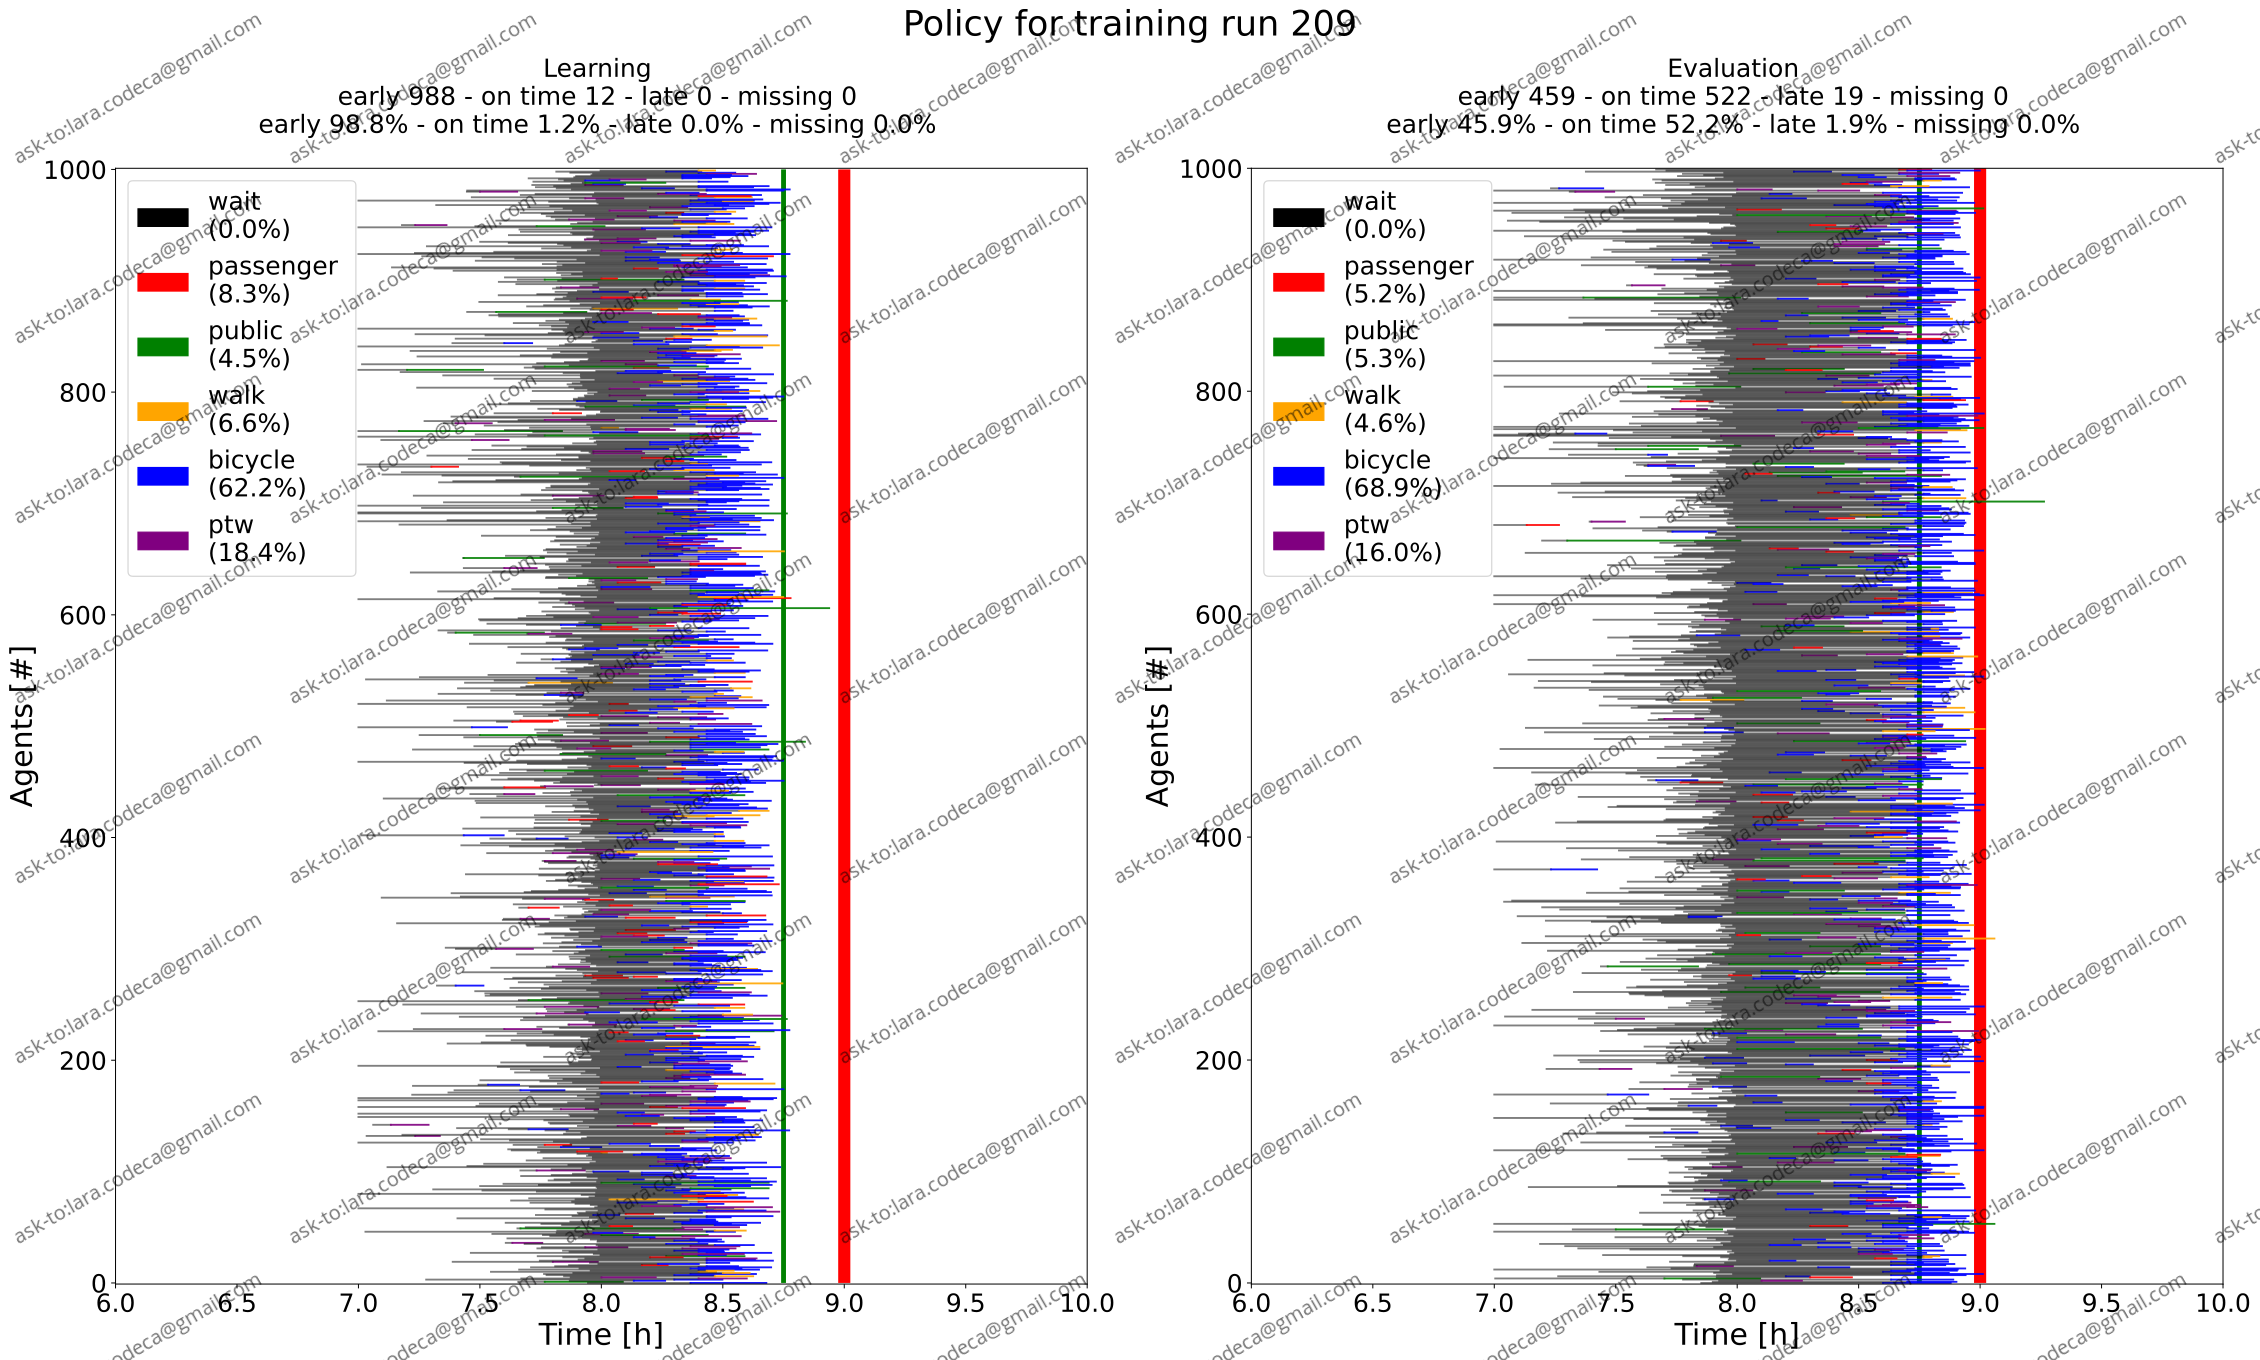 Policy for training run 209
Learning
early 988 - on time 12 - late 0 - missing 0
early 98.8% - on time 1.2% - late 0.0% - missing 0.0%
wait
(0.0%)
passenger
(8.3%)
public
(4.5%)
walk
(6.6%)
bicycle
(62.2%)
ptw
(18.4%)
1000
800
600
400
200
0
Agents [#]
6.0 6.5 7.0 7.5 8.0 8.5 9.0 9.5 10.0
Time [h]
Evaluation
early 459 - on time 522 - late 19 - missing 0
early 45.9% - on time 52.2% - late 1.9% - missing 0.0%
wait
(0.0%)
passenger
(5.2%)
public
(5.3%)
walk
(4.6%)
bicycle
(68.9%)
ptw
(16.0%)
1000
800
600
400
200
0
Agents [#]
6.0 6.5 7.0 7.5 8.0 8.5 9.0 9.5 10.0
Time [h]
ask-to:lara.codeca@gmail.com